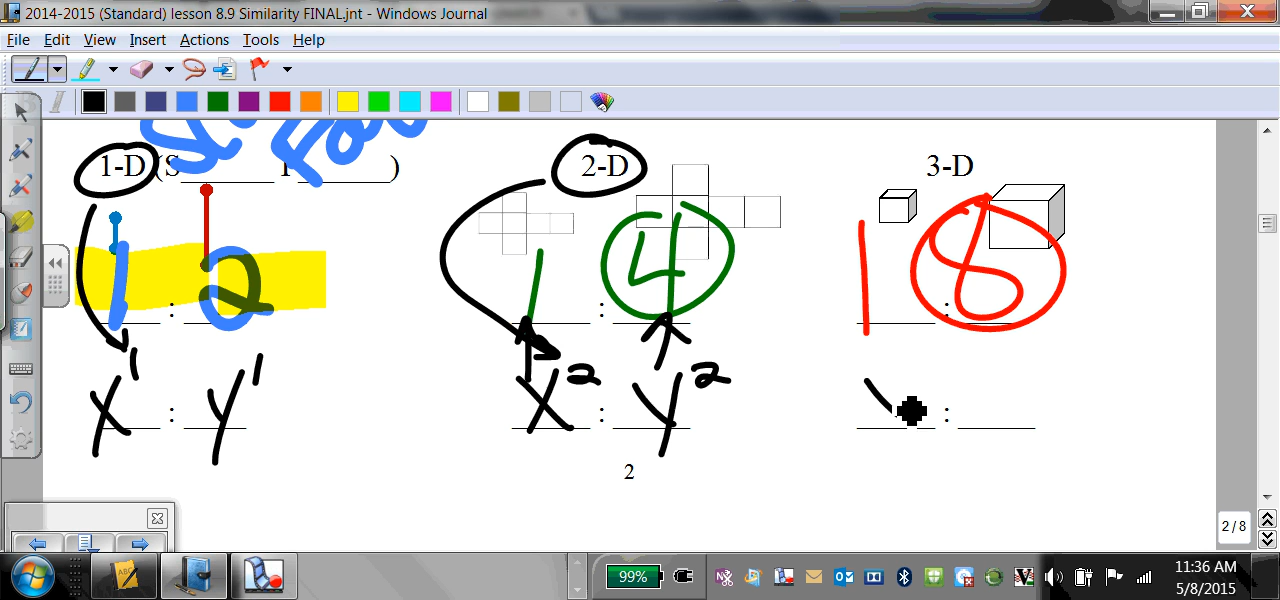 2014-2015 (Standard) lesson 8.9 Similarity FINAL.jnt - Windows Journal
File Edit View Insert Actions Tools Help
1-D (S______ F______)
2-D
3-D
1 : 2
1 : 4
1 : 8
X¹ : Y¹
X² : Y²
:
2
2 / 8
99%
11:36 AM
5/8/2015